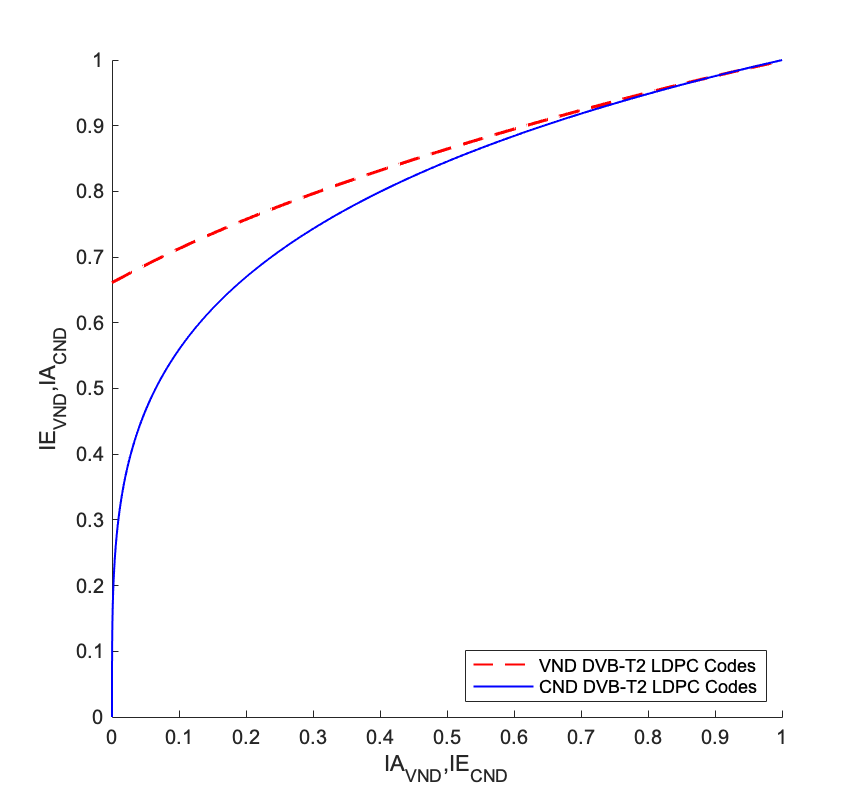 1
0.9
0.8
0.7
0.6
0.5
0.4
0.3
0.2
0.1
0
IE_VND,IA_CND
VND DVB-T2 LDPC Codes
CND DVB-T2 LDPC Codes
0 0.1 0.2 0.3 0.4 0.5 0.6 0.7 0.8 0.9 1
IA_VND,IE_CND